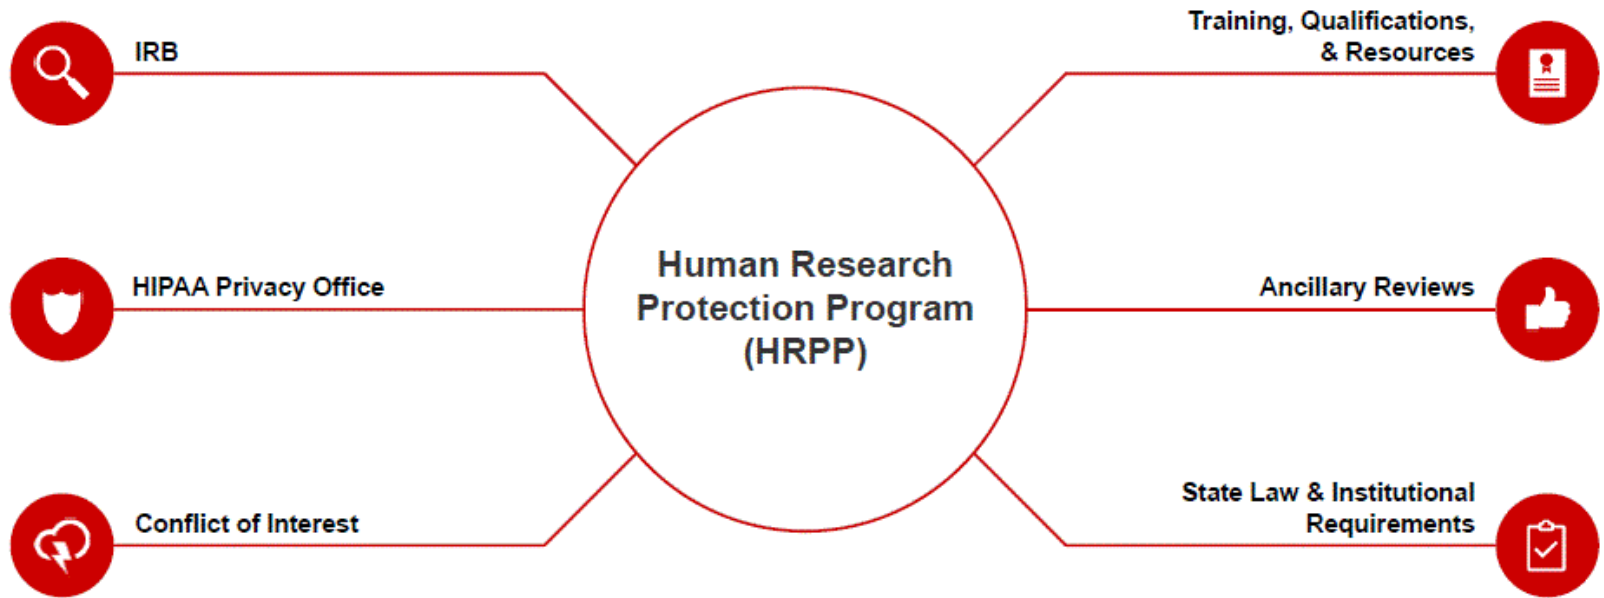 IRB
HIPAA Privacy Office
Conflict of Interest
Human Research
Protection Program
(HRPP)
Training, Qualifications,
& Resources
Ancillary Reviews
State Law & Institutional
Requirements